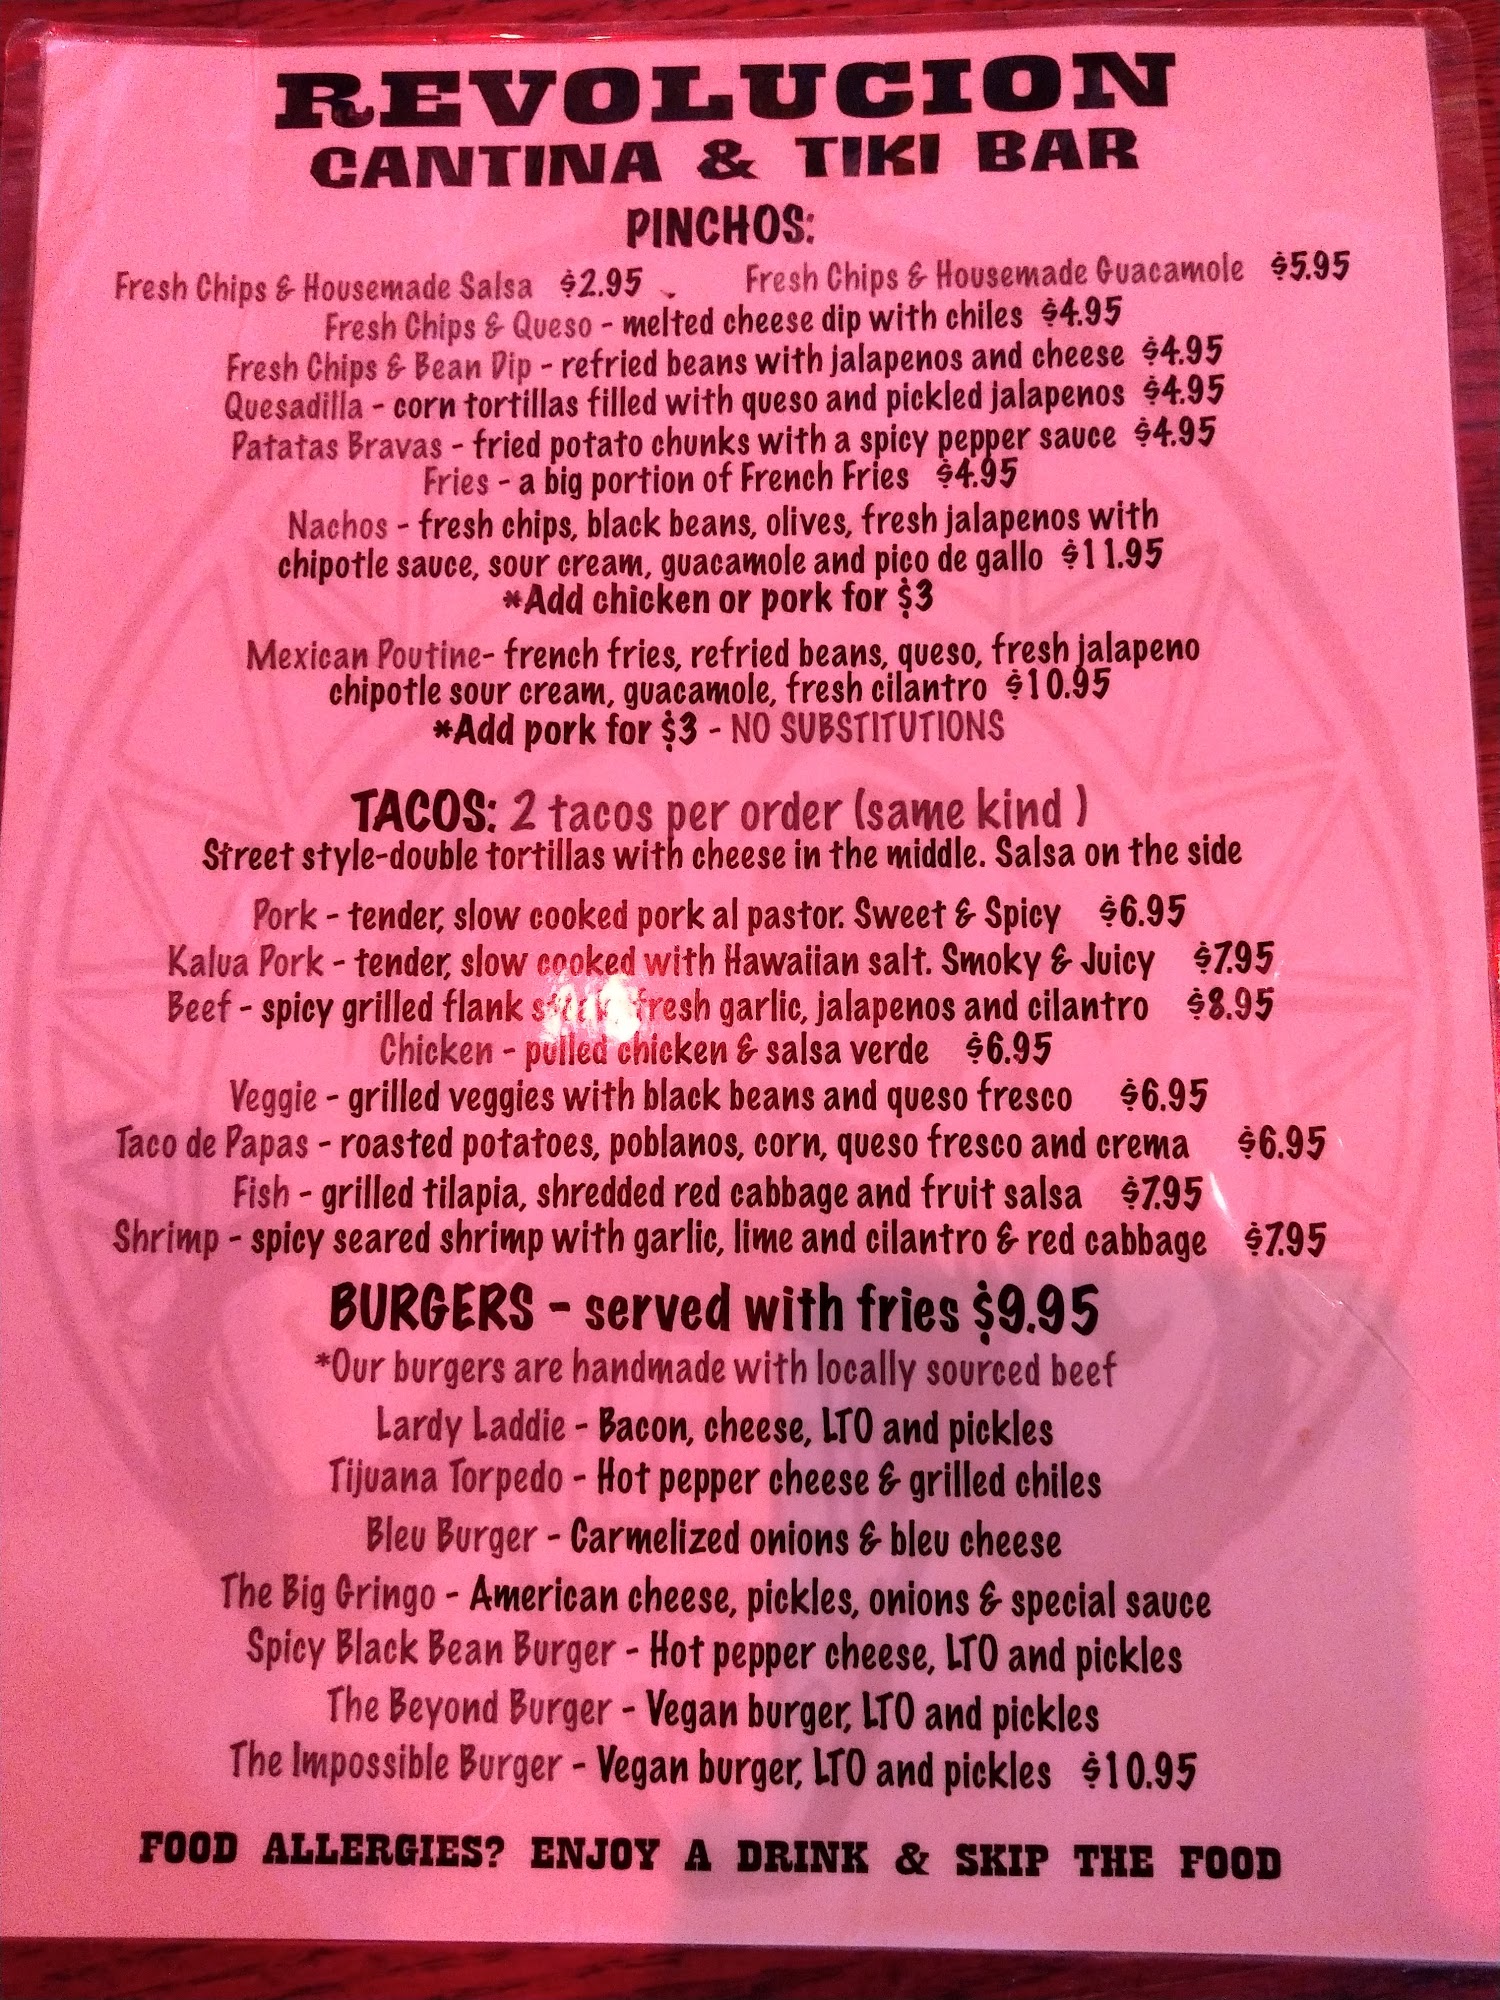 REVOLUCION
CANTINA & TIKI BAR
PINCHOS:
Fresh Chips & Housemade Salsa $2.95 Fresh Chips & Housemade Guacamole $5.95
Fresh Chips & Queso - melted cheese dip with chiles $4.95
Fresh Chips & Bean Dip - refried beans with jalapenos and cheese $4.95
Quesadilla - corn tortillas filled with queso and pickled jalapenos $4.95
Patatas Bravas - fried potato chunks with a spicy pepper sauce $4.95
Fries - a big portion of French Fries $4.95
Nachos - fresh chips, black beans, olives, fresh jalapenos with
chipotle sauce, sour cream, guacamole and pico de gallo $11.95
*Add chicken or pork for $3
Mexican Poutine- french fries, refried beans, queso, fresh jalapeno
chipotle sour cream, guacamole, fresh cilantro $10.95
*Add pork for $3 - NO SUBSTITUTIONS
TACOS: 2 tacos per order (same kind )
Street style-double tortillas with cheese in the middle. Salsa on the side
Pork - tender, slow cooked pork al pastor. Sweet & Spicy $6.95
Kalua Pork - tender, slow cooked with Hawaiian salt. Smoky & Juicy $7.95
Beef - spicy grilled flank fresh garlic, jalapenos and cilantro $8.95
Chicken - pulled chicken & salsa verde $6.95
Veggie - grilled veggies with black beans and queso fresco $6.95
Taco de Papas - roasted potatoes, poblanos, corn, queso fresco and crema $6.95
Fish - grilled tilapia, shredded red cabbage and fruit salsa $7.95
Shrimp - spicy seared shrimp with garlic, lime and cilantro & red cabbage $7.95
BURGERS - served with fries $9.95
*Our burgers are handmade with locally sourced beef
Lardy Laddie - Bacon, cheese, LTO and pickles
Tijuana Torpedo - Hot pepper cheese & grilled chiles
Bleu Burger - Carmelized onions & bleu cheese
The Big Gringo - American cheese, pickles, onions & special sauce
Spicy Black Bean Burger - Hot pepper cheese, LTO and pickles
The Beyond Burger - Vegan burger, LTO and pickles
The Impossible Burger - Vegan burger, LTO and pickles $10.95
FOOD ALLERGIES? ENJOY A DRINK & SKIP THE FOOD